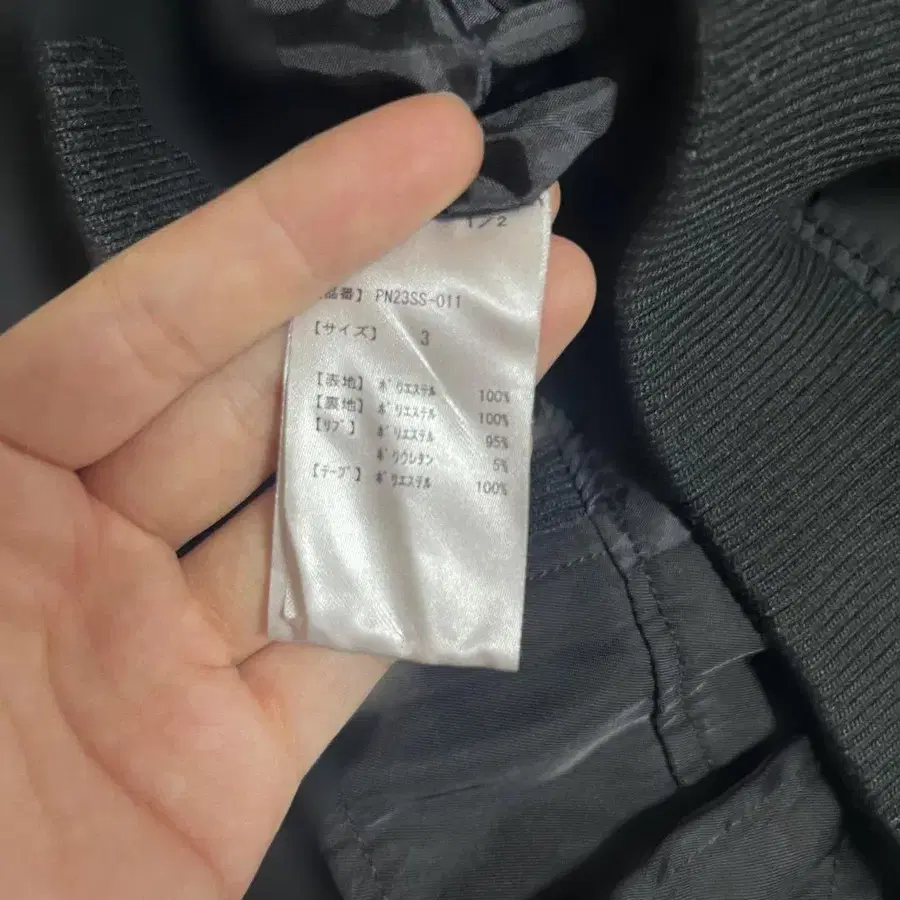 1/2
品番】 PN23SS-011
【サイズ】 3
【表地】 ポリエステル 100%
【裏地】 ポリエステル 100%
【リブ】 ポリエステル 95%
ポリウレタン 5%
【テープ】 ポリエステル 100%